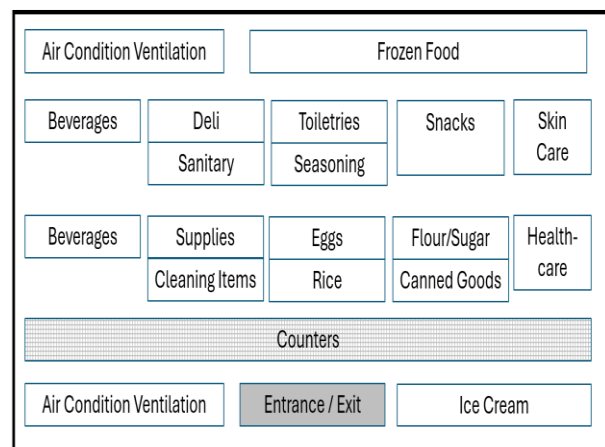 Air Condition Ventilation
Frozen Food
Beverages
Deli
Toiletries
Snacks
Skin
Care
Sanitary
Seasoning
Beverages
Supplies
Eggs
Flour/Sugar
Health-
care
Cleaning Items
Rice
Canned Goods
Counters
Air Condition Ventilation
Entrance / Exit
Ice Cream